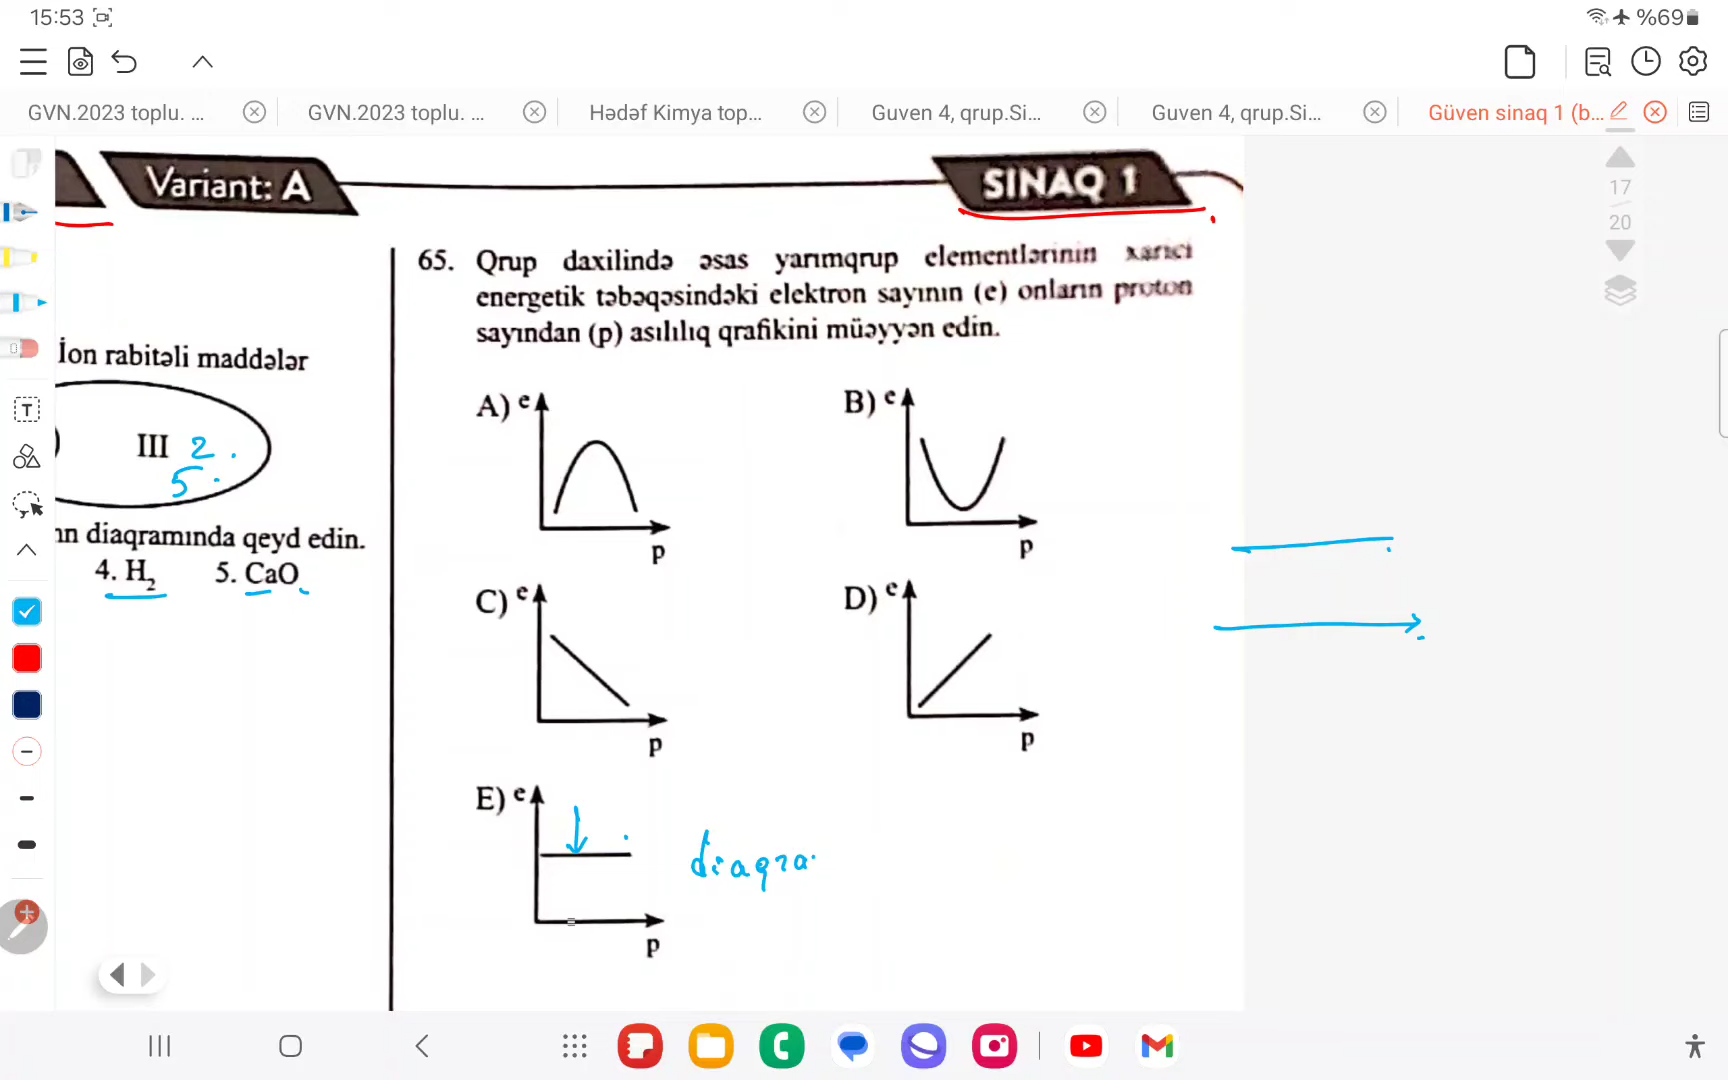 15:53
%69
GVN.2023 toplu. ...
GVN.2023 toplu. ...
Hədəf Kimya top...
Guven 4, qrup.Si...
Guven 4, qrup.Si...
Güven sinaq 1 (b...
Variant: A
SINAQ 1
17
20
İon rabitəli maddələr
III 2.
5.
nn diaqramında qeyd edin.
4. H₂ 5. CaO
65. Qrup daxilində əsas yarımqrup elementlərinin xarici
energetik təbəqəsindəki elektron sayının (e) onların proton
sayından (p) asılılıq qrafikini müəyyən edin.
A) e
p
B) e
p
C) e
p
D) e
p
E) e
p
diaqra
T